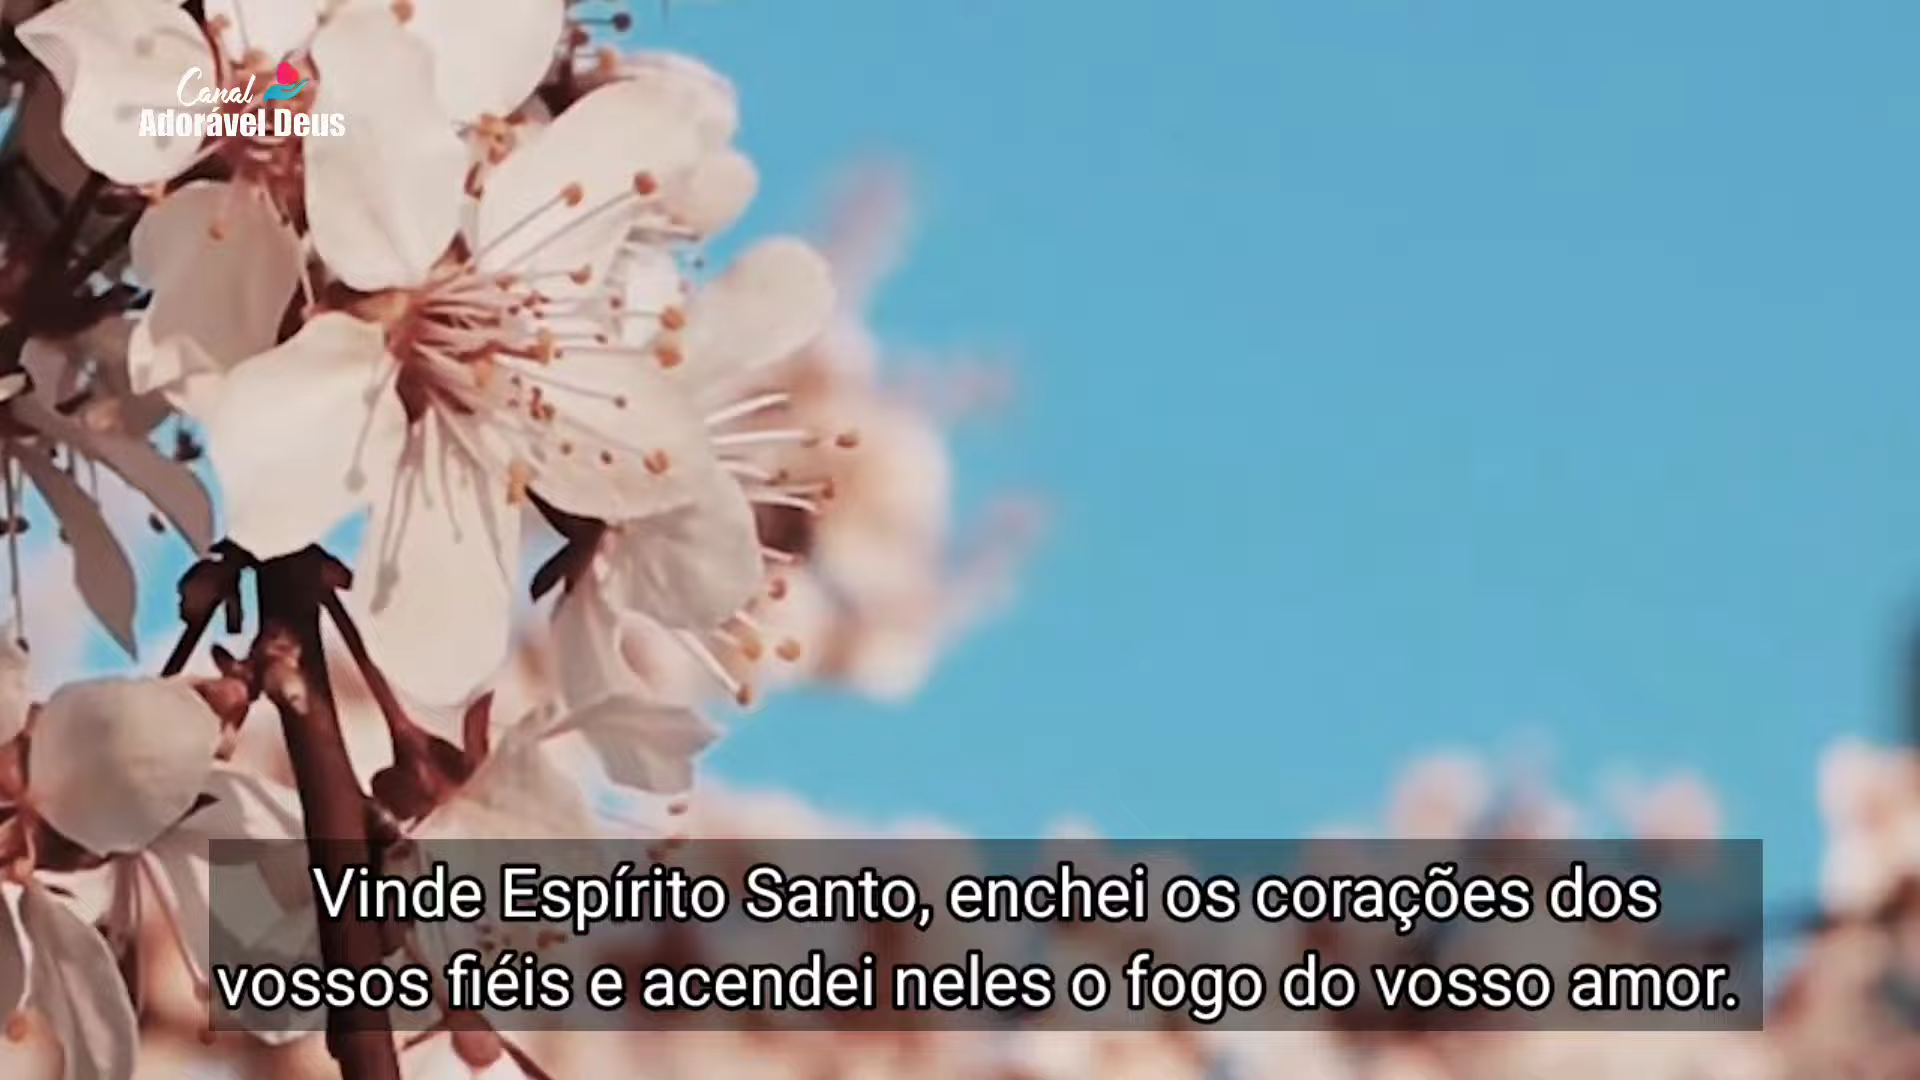 Canal
Adorável Deus
Vinde Espírito Santo, enchei os corações dos
vossos fiéis e acendei neles o fogo do vosso amor.